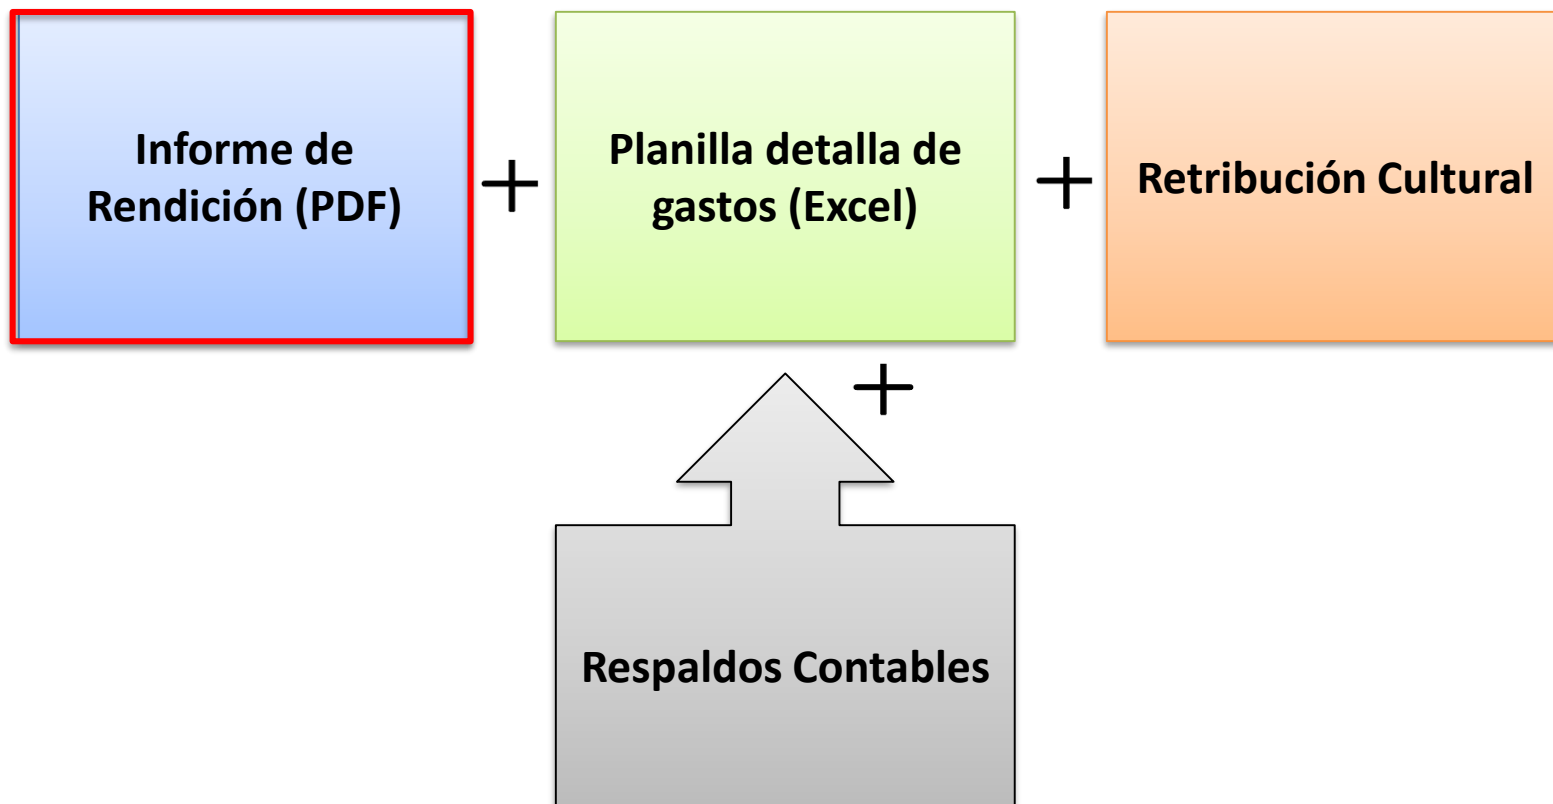 Informe de
Rendición (PDF)
+
Planilla detalla de
gastos (Excel)
+
Retribución Cultural
+
Respaldos Contables